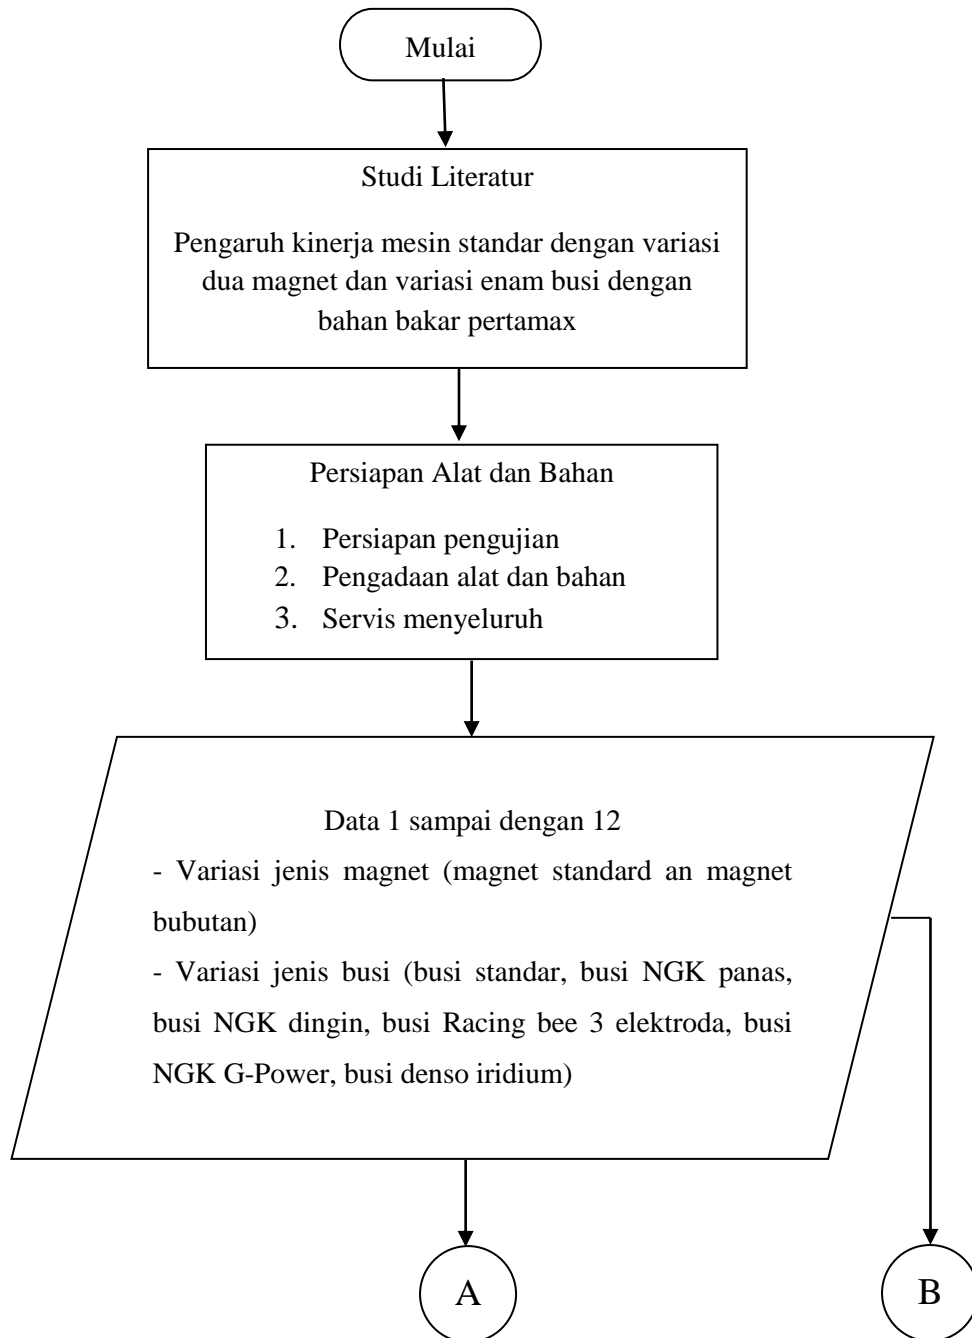 Mulai
Studi Literatur
Pengaruh kinerja mesin standar dengan variasi
dua magnet dan variasi enam busi dengan
bahan bakar pertamax
Persiapan Alat dan Bahan
1. Persiapan pengujian
2. Pengadaan alat dan bahan
3. Servis menyeluruh
Data 1 sampai dengan 12
- Variasi jenis magnet (magnet standard an magnet
bubutan)
- Variasi jenis busi (busi standar, busi NGK panas,
busi NGK dingin, busi Racing bee 3 elektroda, busi
NGK G-Power, busi denso iridium)
A
B